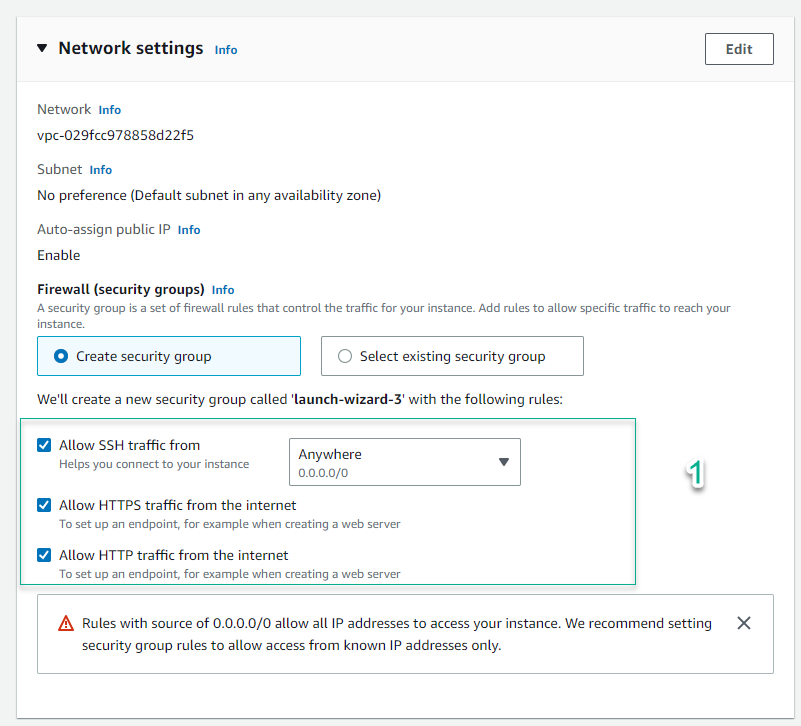 Network settings Info
Edit
Network Info
vpc-029fcc978858d22f5
Subnet Info
No preference (Default subnet in any availability zone)
Auto-assign public IP Info
Enable
Firewall (security groups) Info
A security group is a set of firewall rules that control the traffic for your instance. Add rules to allow specific traffic to reach your
instance.
Create security group
Select existing security group
We'll create a new security group called 'launch-wizard-3' with the following rules:
Allow SSH traffic from
Helps you connect to your instance
Anywhere
0.0.0.0/0
Allow HTTPS traffic from the internet
To set up an endpoint, for example when creating a web server
Allow HTTP traffic from the internet
To set up an endpoint, for example when creating a web server
1
Rules with source of 0.0.0.0/0 allow all IP addresses to access your instance. We recommend setting
security group rules to allow access from known IP addresses only.